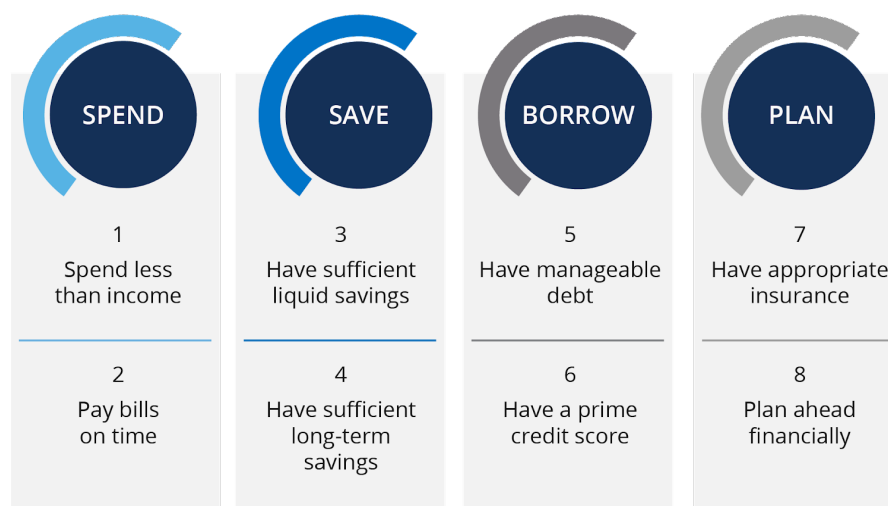 SPEND
1
Spend less
than income
2
Pay bills
on time
SAVE
3
Have sufficient
liquid savings
4
Have sufficient
long-term
savings
BORROW
5
Have manageable
debt
6
Have a prime
credit score
PLAN
7
Have appropriate
insurance
8
Plan ahead
financially